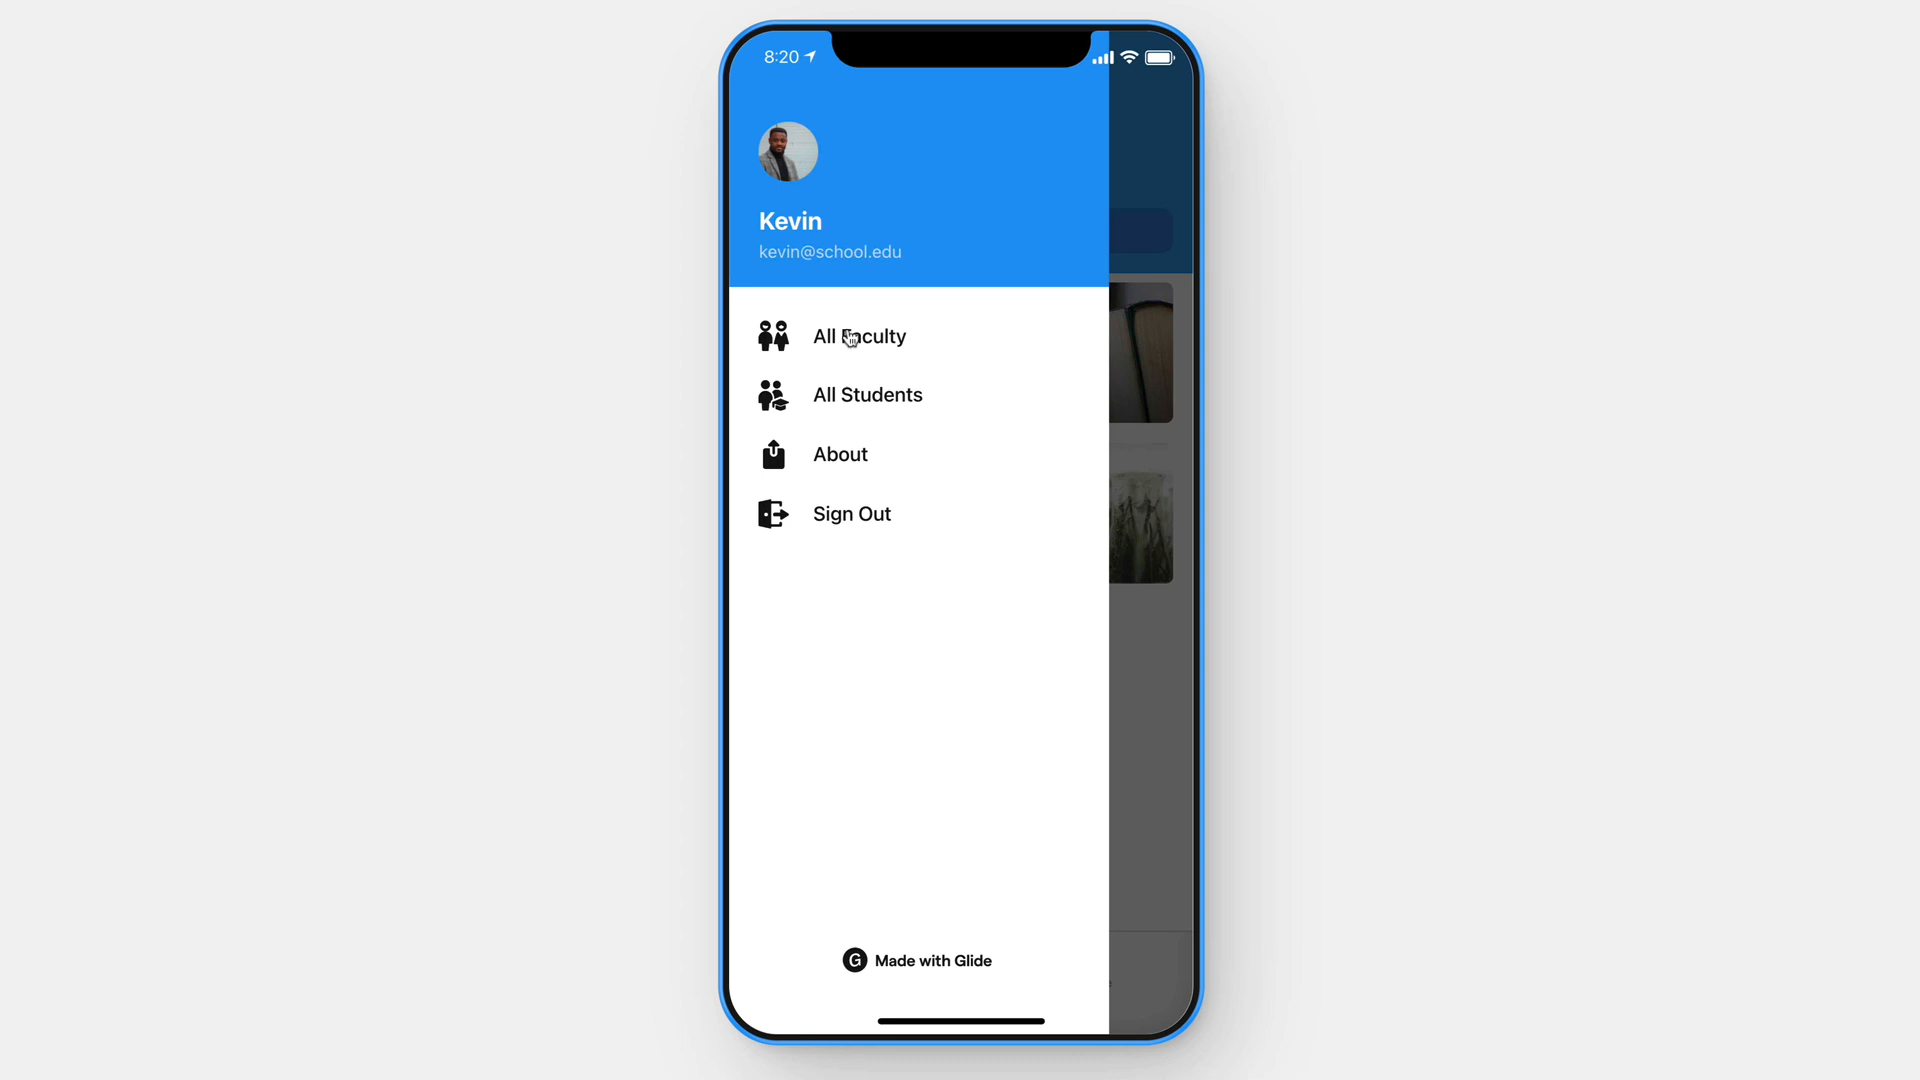 8:20
Kevin
kevin@school.edu
All Faculty
All Students
About
Sign Out
G Made with Glide